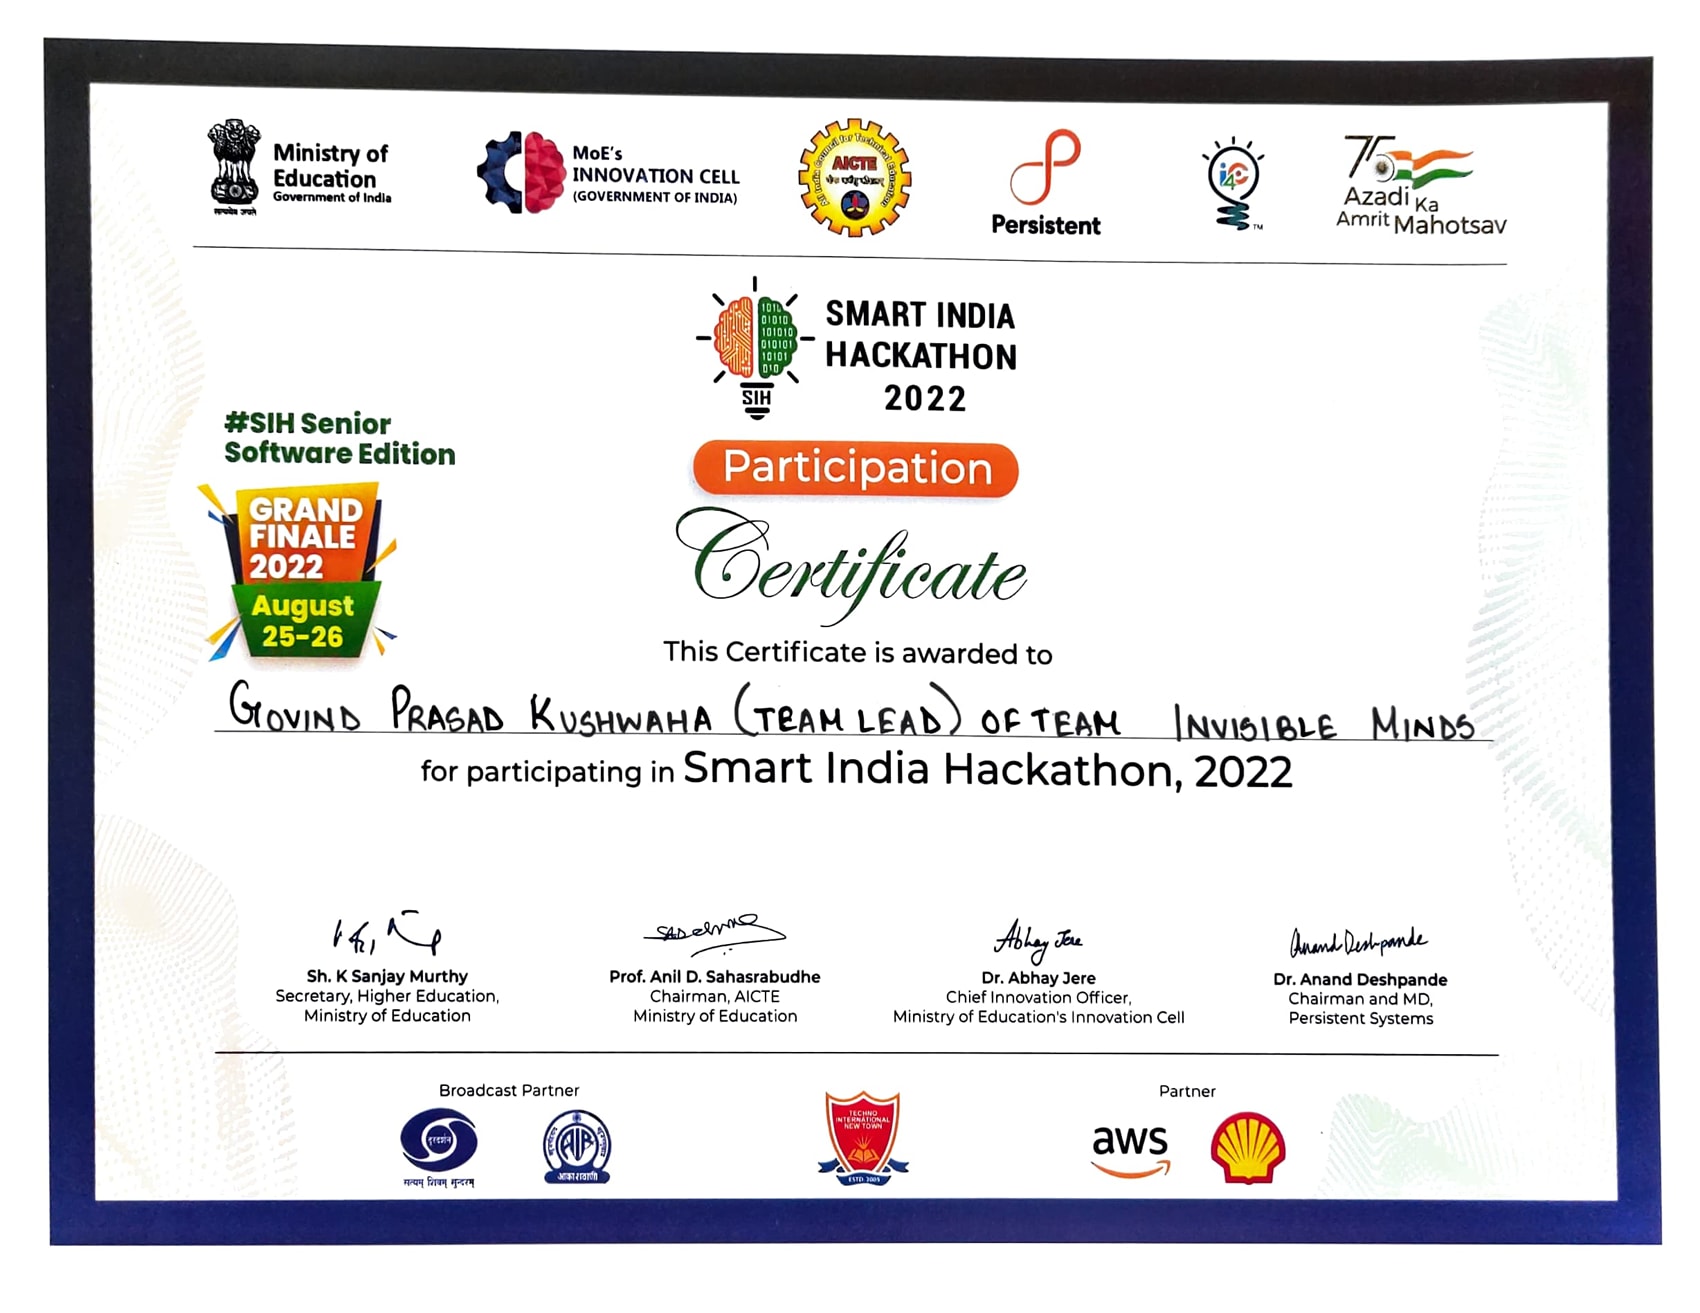 Ministry of
Education
Government of India
सत्यमेव जयते
MoE's
INNOVATION CELL
(GOVERNMENT OF INDIA)
All India Council for Technical Education
AICTE
Persistent
i4c
TM
75
Azadi Ka
Amrit Mahotsav
SIH
SMART INDIA
HACKATHON
2022
#SIH Senior
Software Edition
GRAND
FINALE
2022
August
25-26
Participation
Certificate
This Certificate is awarded to
GOVIND PRASAD KUSHWAHA (TEAM LEAD) OF TEAM INVISIBLE MINDS
for participating in Smart India Hackathon, 2022
Abhay Jere
Anand Deshpande
Sh. K Sanjay Murthy
Secretary, Higher Education,
Ministry of Education
Prof. Anil D. Sahasrabudhe
Chairman, AICTE
Ministry of Education
Dr. Abhay Jere
Chief Innovation Officer,
Ministry of Education's Innovation Cell
Dr. Anand Deshpande
Chairman and MD,
Persistent Systems
Broadcast Partner
दूरदर्शन
सत्यम् शिवम् सुन्दरम्
AIR
आकाशवाणी
TECHNO
INTERNATIONAL
NEW TOWN
ESTD. 2005
Partner
aws